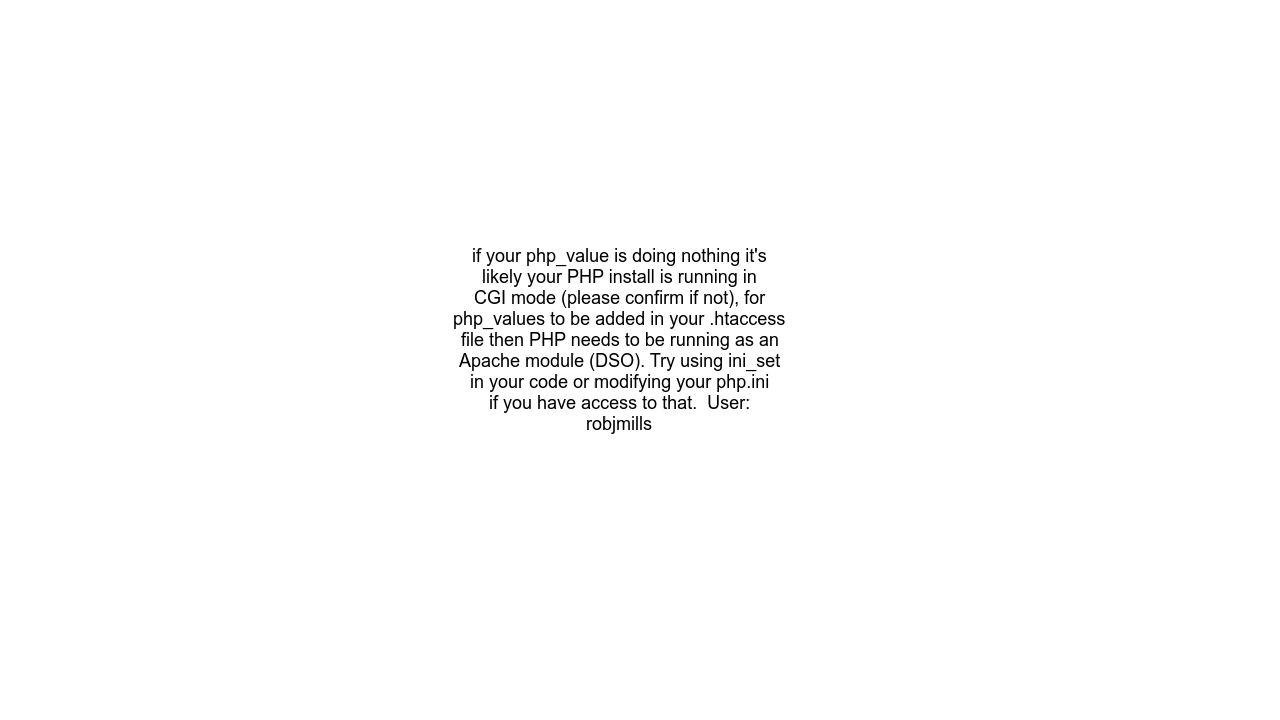 if your php_value is doing nothing it's
likely your PHP install is running in
CGI mode (please confirm if not), for
php_values to be added in your .htaccess
file then PHP needs to be running as an
Apache module (DSO). Try using ini_set
in your code or modifying your php.ini
if you have access to that.  User:
robjmills